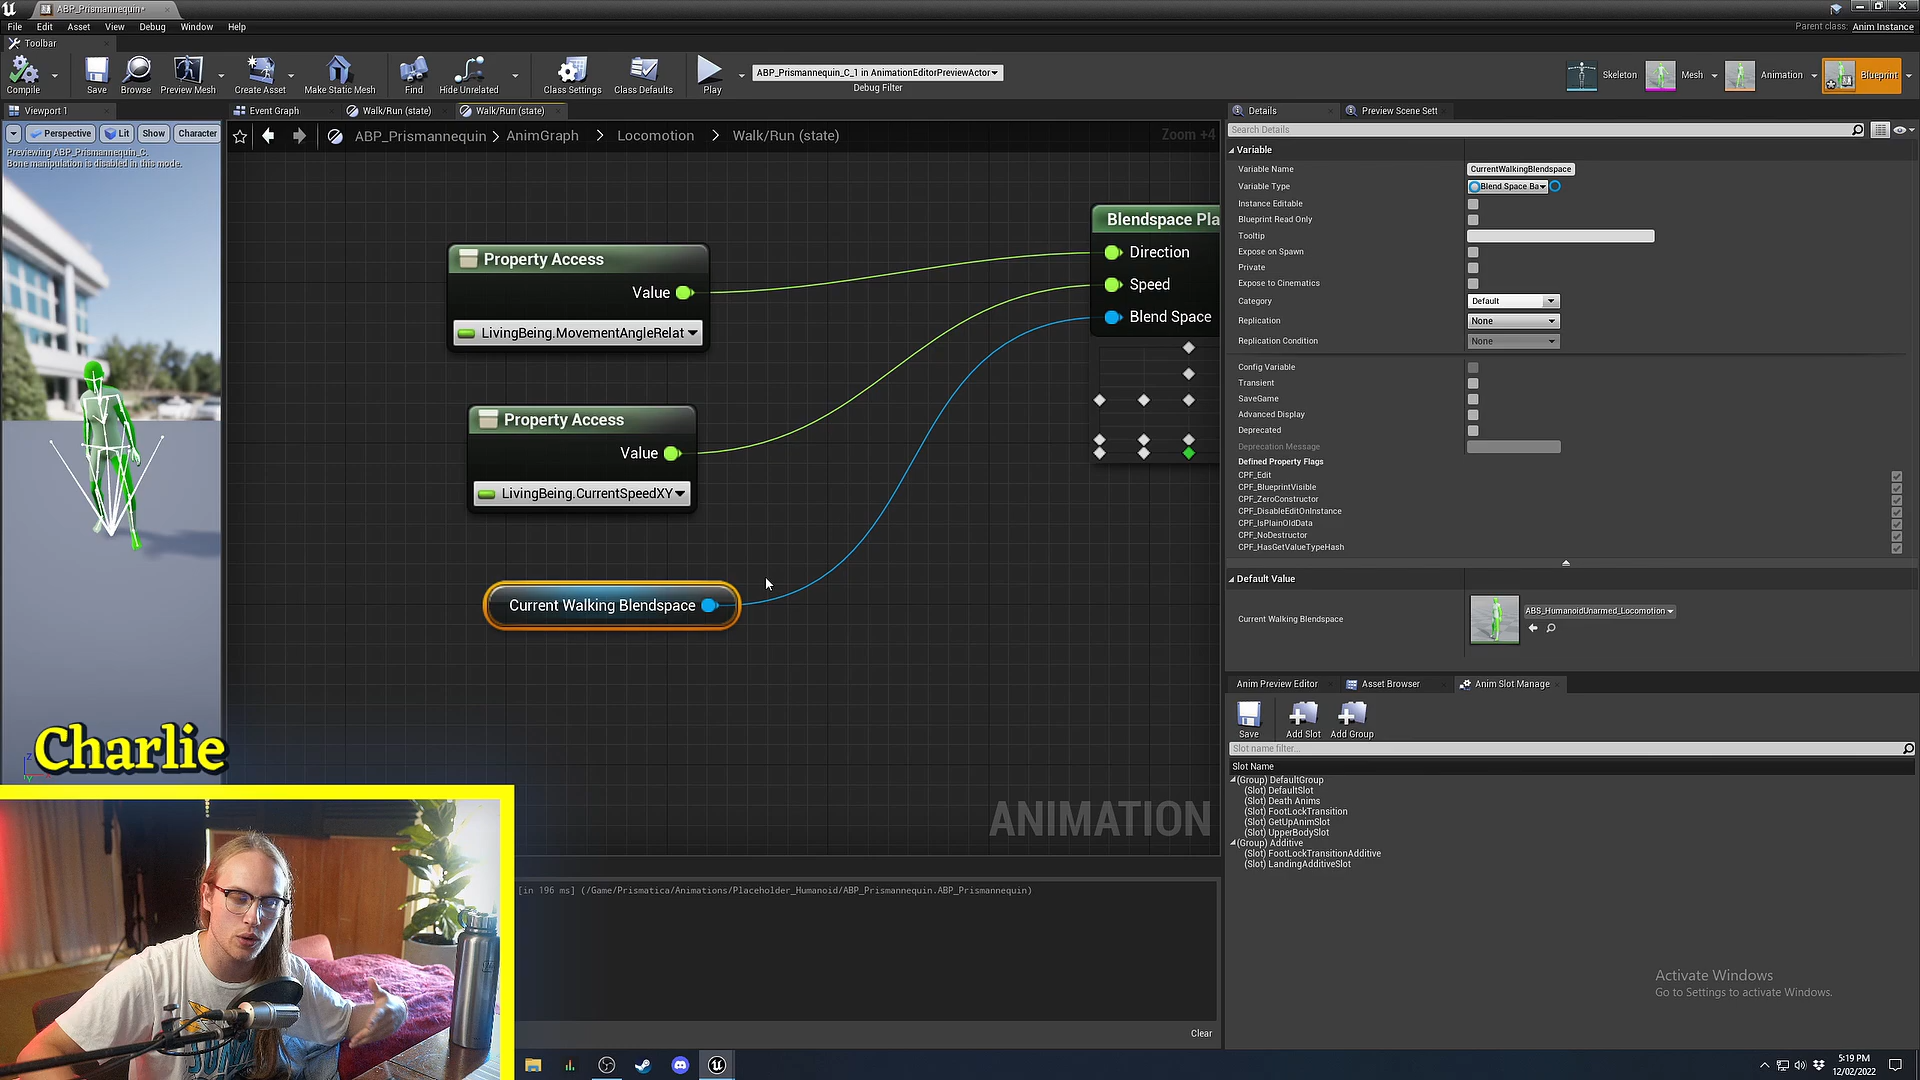 ABP_Prismannequin*
File Edit Asset View Debug Window Help
Parent class: Anim Instance
Toolbar
Compile Save Browse Preview Mesh Create Asset Make Static Mesh Find Hide Unrelated Class Settings Class Defaults Play
ABP_Prismannequin_C_1 in AnimationEditorPreviewActor
Debug Filter
Skeleton Mesh Animation Blueprint
Viewport 1
Perspective Lit Show Character
Previewing ABP_Prismannequin_C.
Bone manipulation is disabled in this mode.
Event Graph Walk/Run (state) Walk/Run (state)
ABP_Prismannequin > AnimGraph > Locomotion > Walk/Run (state)
Zoom +4
Property Access
Value
LivingBeing.MovementAngleRelat
Property Access
Value
LivingBeing.CurrentSpeedXY
Current Walking Blendspace
Blendspace Pla
Direction
Speed
Blend Space
ANIMATION
[in 196 ms] (/Game/Prismatica/Animations/Placeholder_Humanoid/ABP_Prismannequin.ABP_Prismannequin)
Clear
Charlie
Details Preview Scene Sett
Search Details
Variable
Variable Name CurrentWalkingBlendspace
Variable Type Blend Space Ba
Instance Editable
Blueprint Read Only
Tooltip
Expose on Spawn
Private
Expose to Cinematics
Category Default
Replication None
Replication Condition None
Config Variable
Transient
SaveGame
Advanced Display
Deprecated
Deprecation Message
Defined Property Flags
CPF_Edit
CPF_BlueprintVisible
CPF_ZeroConstructor
CPF_DisableEditOnInstance
CPF_IsPlainOldData
CPF_NoDestructor
CPF_HasGetValueTypeHash
Default Value
Current Walking Blendspace ABS_HumanoidUnarmed_Locomotion
Anim Preview Editor Asset Browser Anim Slot Manage
Save Add Slot Add Group
Slot name filter...
Slot Name
(Group) DefaultGroup
(Slot) DefaultSlot
(Slot) Death Anims
(Slot) FootLockTransition
(Slot) GetUpAnimSlot
(Slot) UpperBodySlot
(Group) Additive
(Slot) FootLockTransitionAdditive
(Slot) LandingAdditiveSlot
Activate Windows
Go to Settings to activate Windows.
5:19 PM
12/02/2022